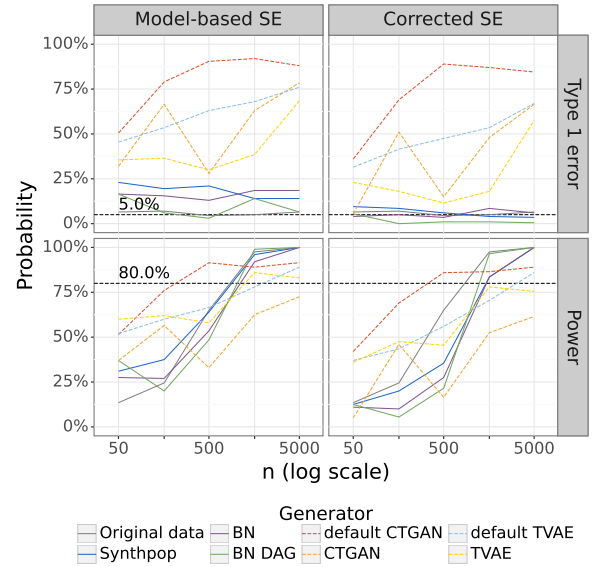 Model-based SE Corrected SE
100%
75%
50%
25%
0%
5.0%
Type 1 error
Probability
100%
75%
50%
25%
0%
80.0%
Power
50 500 5000 50 500 5000
n (log scale)
Generator
Original data BN default CTGAN default TVAE
Synthpop BN DAG CTGAN TVAE